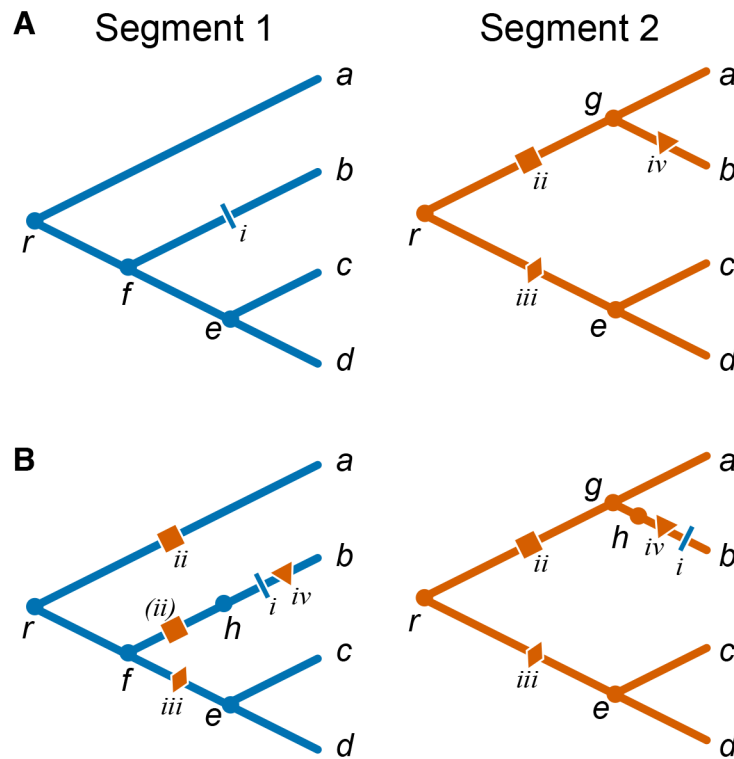 A Segment 1 Segment 2
a a
g
b iv b
ii
r i r
c c
f iii
e e
d d
B a a
g
ii b ii h iv i b
(ii) i iv
r h r
c c
f iii
iii e e
d d